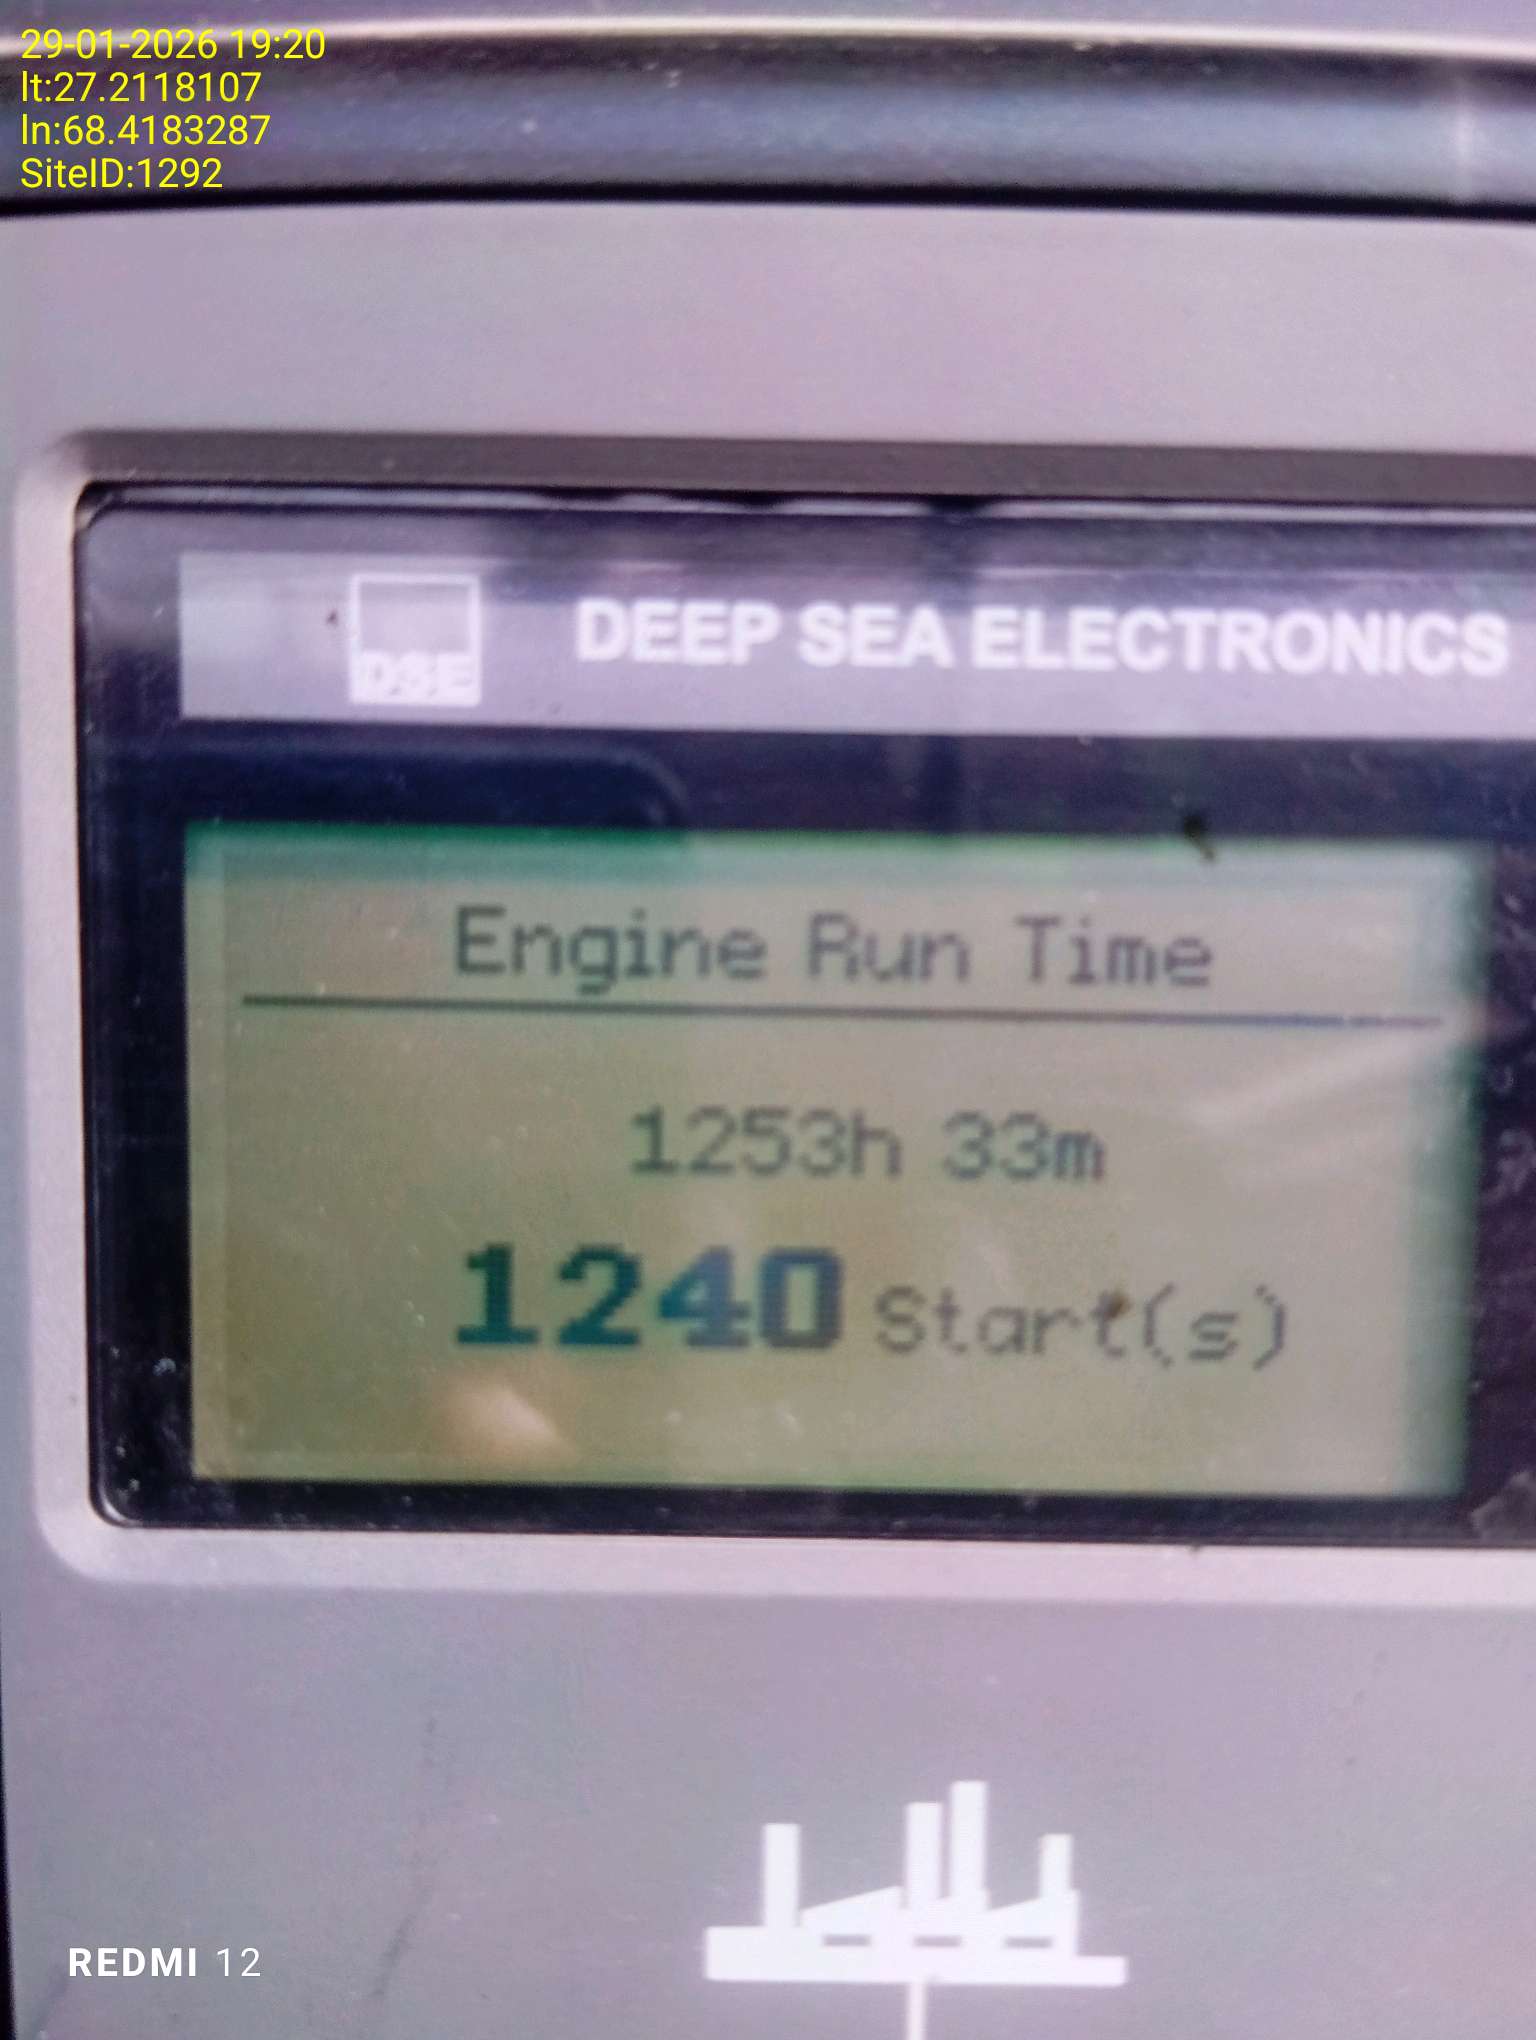 29-01-2026 19:20
lt:27.2118107
ln:68.4183287
SiteID:1292
DSE DEEP SEA ELECTRONICS
Engine Run Time
1253h 33m
1240 Start(s)
REDMI 12